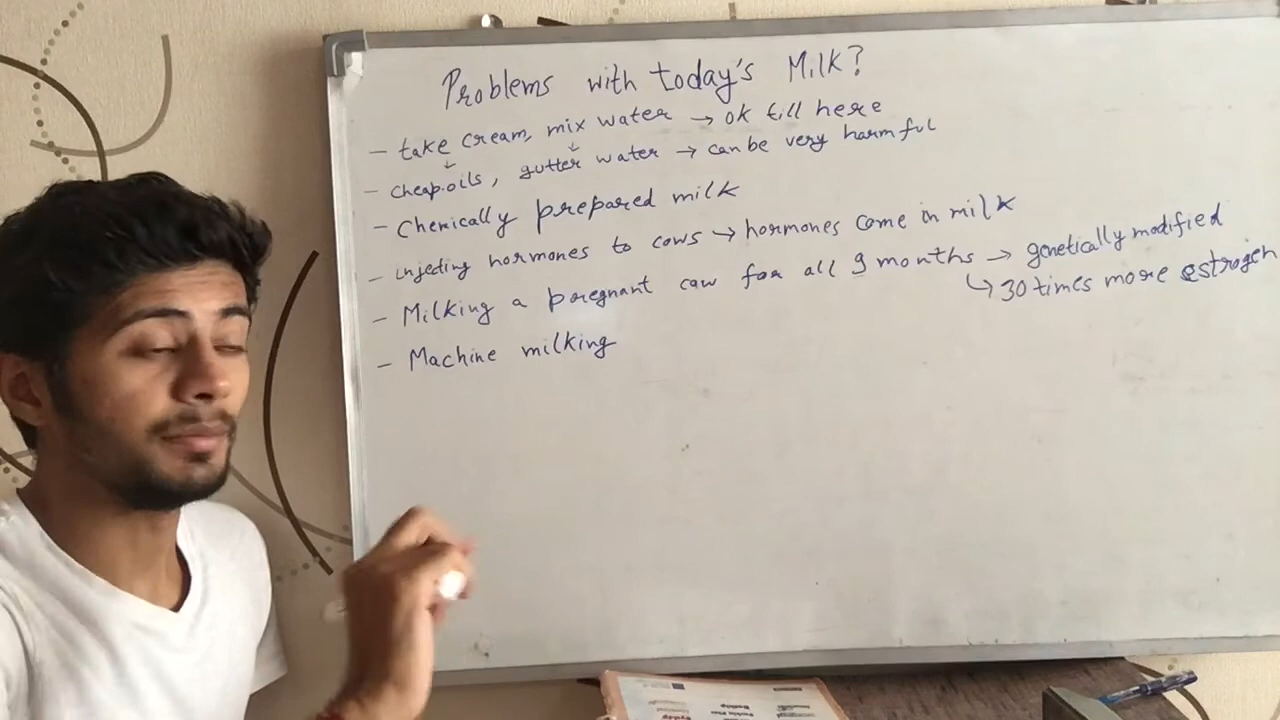 Problems with today's Milk?
- take cream, mix water → ok till here
- cheap oils, gutter water → can be very harmful
- Chemically prepared milk
- injecting hormones to cows → hormones come in milk
- Milking a pregnant cow for all 9 months → genetically modified
↳ 30 times more estrogen
- Machine milking